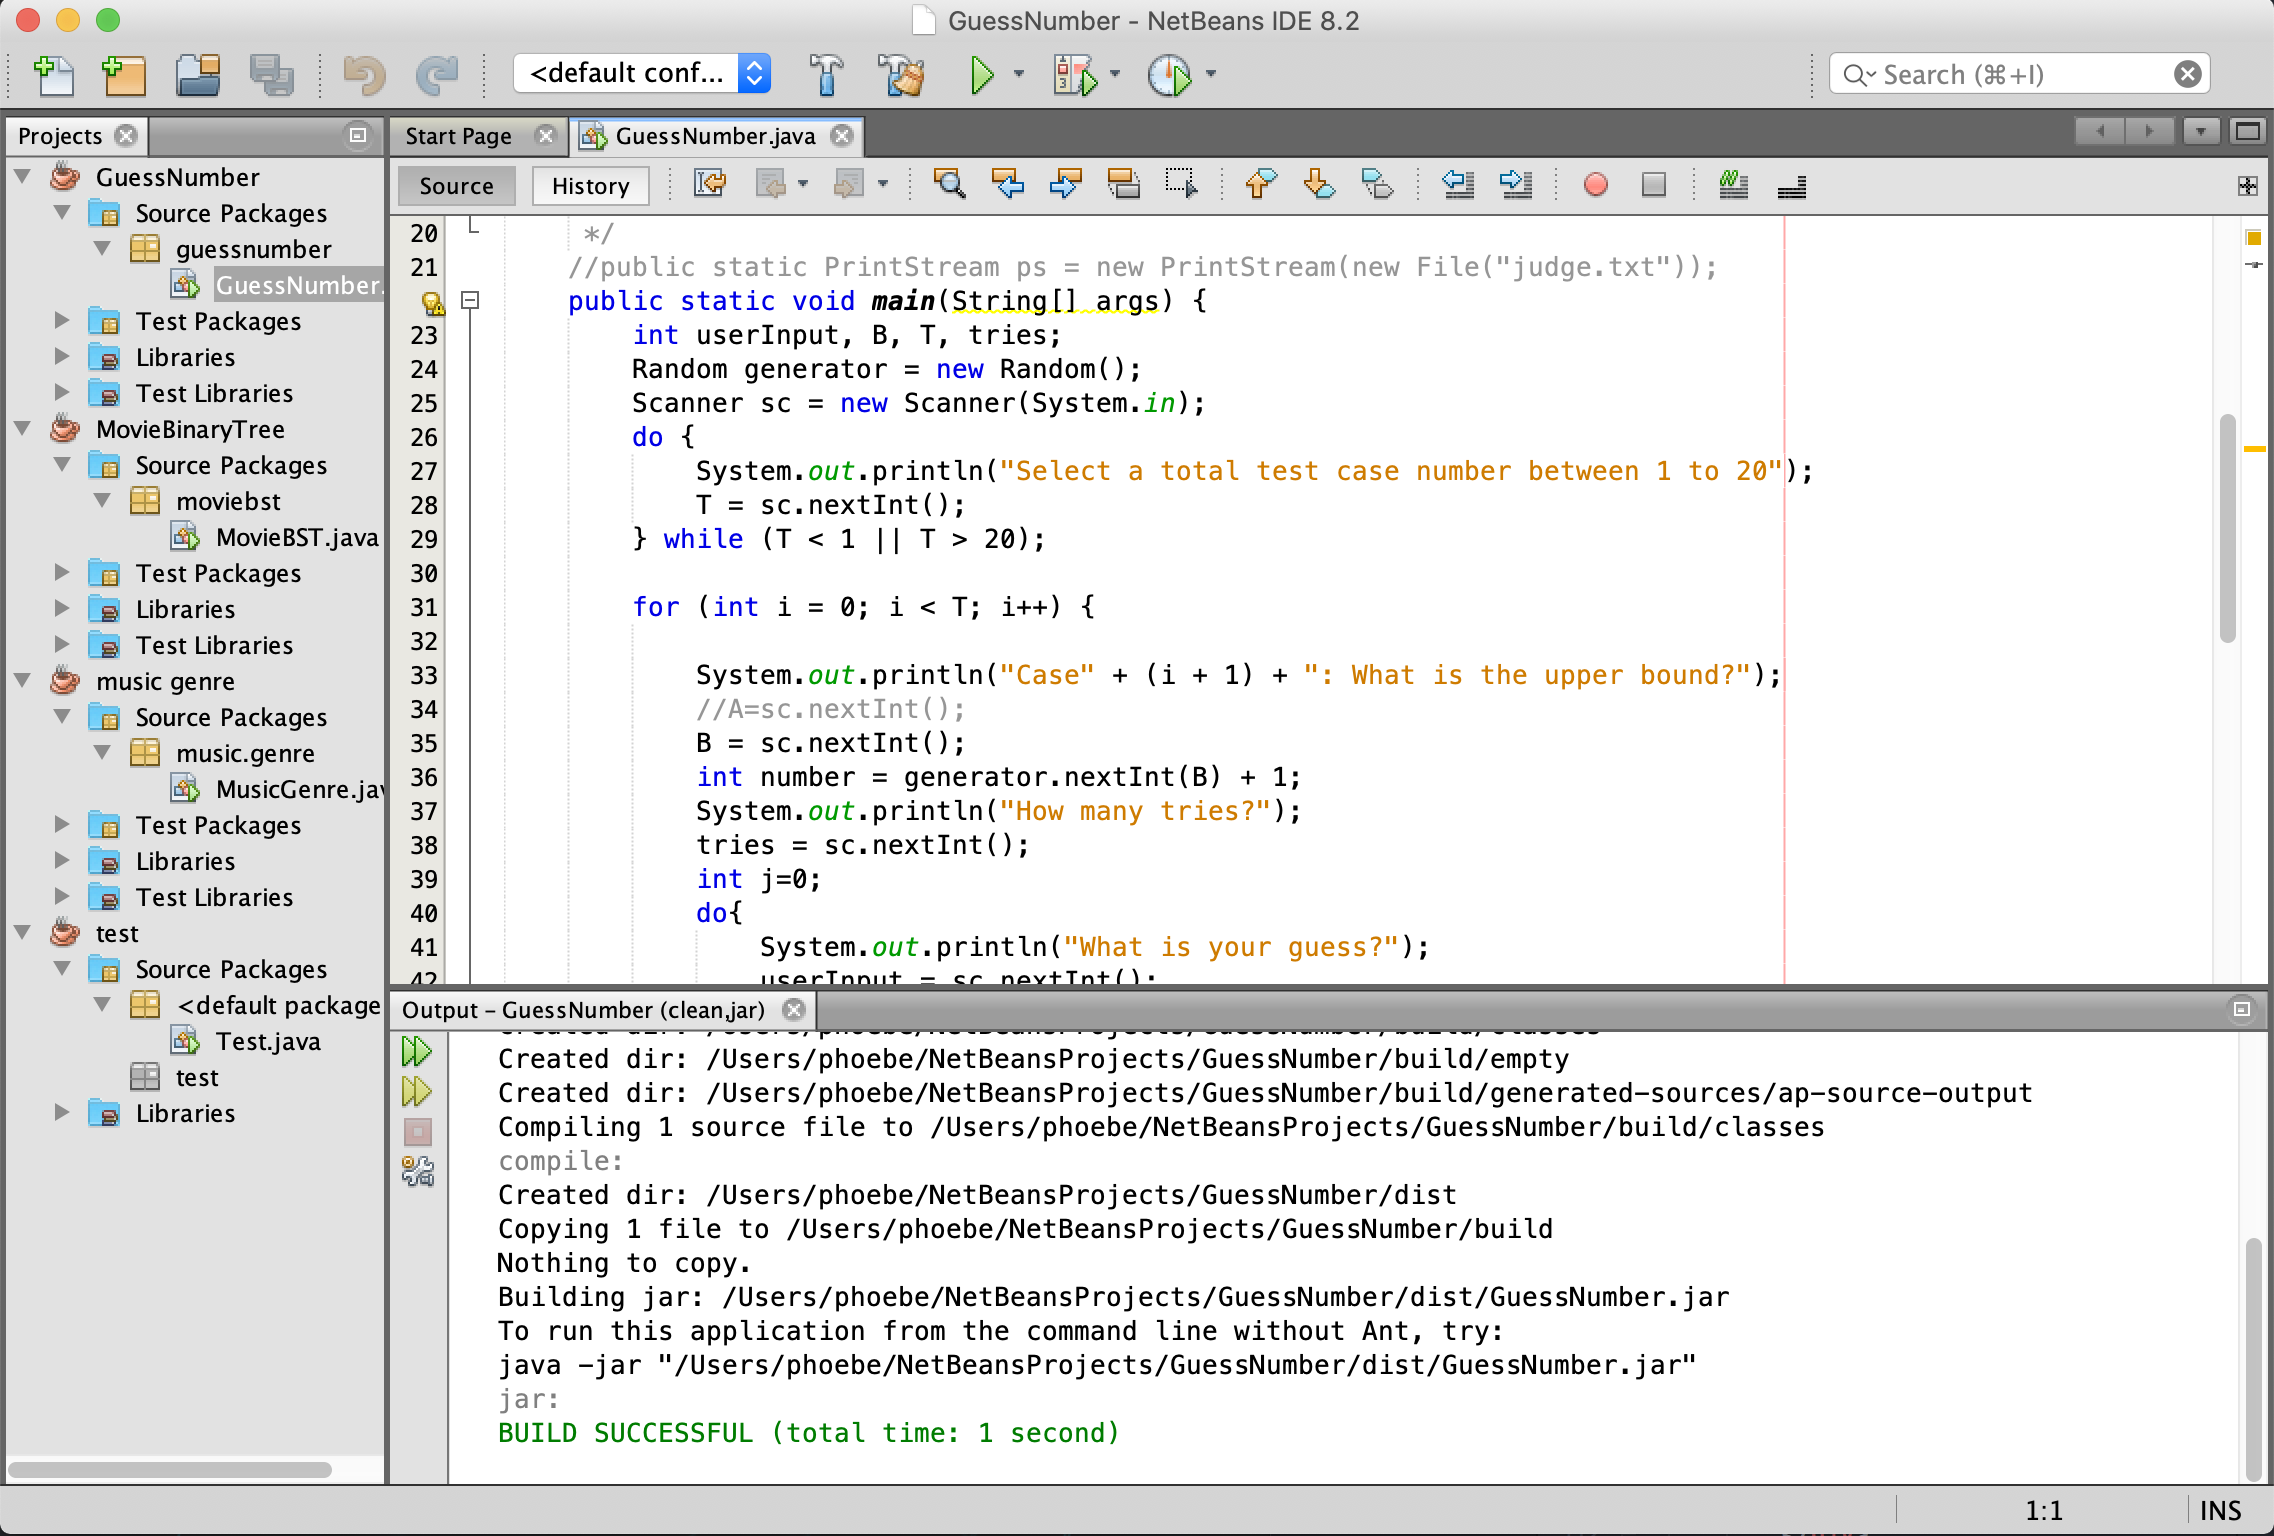 GuessNumber - NetBeans IDE 8.2
<default conf...
Search (⌘+I)
Projects
GuessNumber
Source Packages
guessnumber
GuessNumber.
Test Packages
Libraries
Test Libraries
MovieBinaryTree
Source Packages
moviebst
MovieBST.java
Test Packages
Libraries
Test Libraries
music genre
Source Packages
music.genre
MusicGenre.jav
Test Packages
Libraries
Test Libraries
test
Source Packages
<default package
Test.java
test
Libraries
Start Page
GuessNumber.java
Source
History
20 */
21 //public static PrintStream ps = new PrintStream(new File("judge.txt"));
public static void main(String[] args) {
23 int userInput, B, T, tries;
24 Random generator = new Random();
25 Scanner sc = new Scanner(System.in);
26 do {
27 System.out.println("Select a total test case number between 1 to 20");
28 T = sc.nextInt();
29 } while (T < 1 || T > 20);
30
31 for (int i = 0; i < T; i++) {
32
33 System.out.println("Case" + (i + 1) + ": What is the upper bound?");
34 //A=sc.nextInt();
35 B = sc.nextInt();
36 int number = generator.nextInt(B) + 1;
37 System.out.println("How many tries?");
38 tries = sc.nextInt();
39 int j=0;
40 do{
41 System.out.println("What is your guess?");
42 userInput = sc.nextInt();
Output - GuessNumber (clean,jar)
Created dir: /Users/phoebe/NetBeansProjects/GuessNumber/build/classes
Created dir: /Users/phoebe/NetBeansProjects/GuessNumber/build/empty
Created dir: /Users/phoebe/NetBeansProjects/GuessNumber/build/generated-sources/ap-source-output
Compiling 1 source file to /Users/phoebe/NetBeansProjects/GuessNumber/build/classes
compile:
Created dir: /Users/phoebe/NetBeansProjects/GuessNumber/dist
Copying 1 file to /Users/phoebe/NetBeansProjects/GuessNumber/build
Nothing to copy.
Building jar: /Users/phoebe/NetBeansProjects/GuessNumber/dist/GuessNumber.jar
To run this application from the command line without Ant, try:
java -jar "/Users/phoebe/NetBeansProjects/GuessNumber/dist/GuessNumber.jar"
jar:
BUILD SUCCESSFUL (total time: 1 second)
1:1
INS